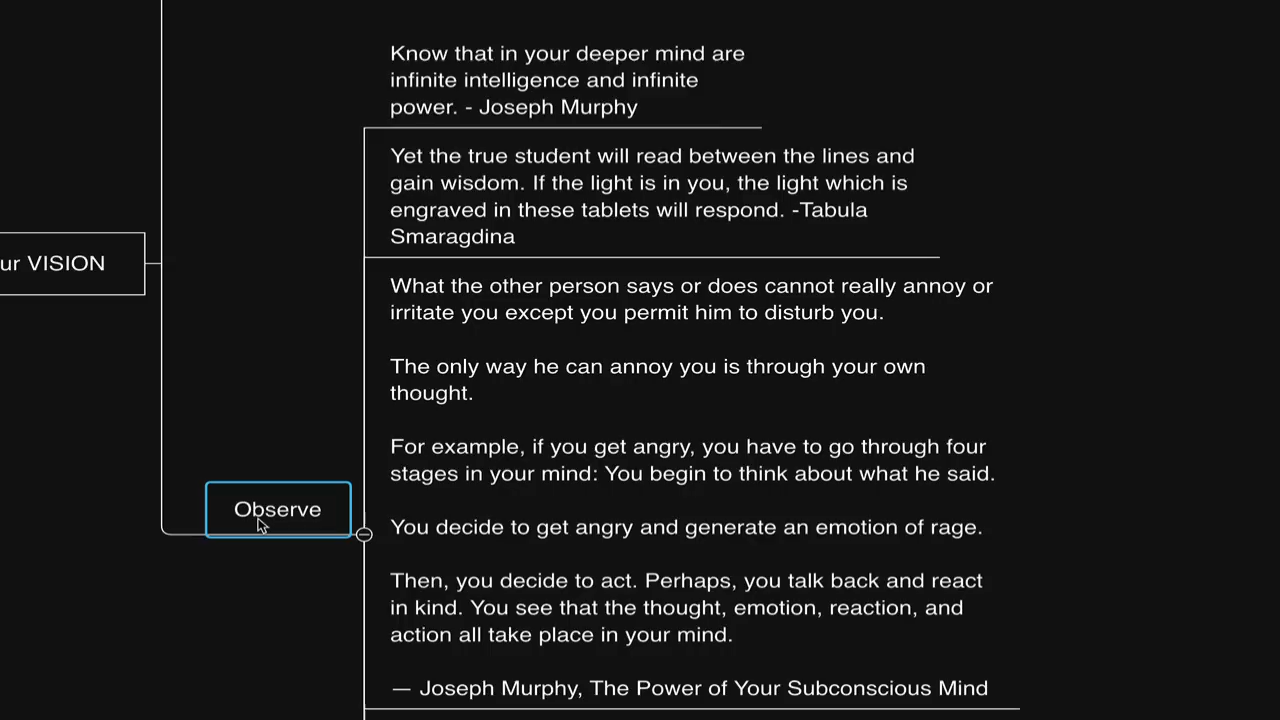 Know that in your deeper mind are
infinite intelligence and infinite
power. - Joseph Murphy
Yet the true student will read between the lines and
gain wisdom. If the light is in you, the light which is
engraved in these tablets will respond. -Tabula
Smaragdina
ur VISION
What the other person says or does cannot really annoy or
irritate you except you permit him to disturb you.
The only way he can annoy you is through your own
thought.
For example, if you get angry, you have to go through four
stages in your mind: You begin to think about what he said.
Observe
You decide to get angry and generate an emotion of rage.
Then, you decide to act. Perhaps, you talk back and react
in kind. You see that the thought, emotion, reaction, and
action all take place in your mind.
— Joseph Murphy, The Power of Your Subconscious Mind